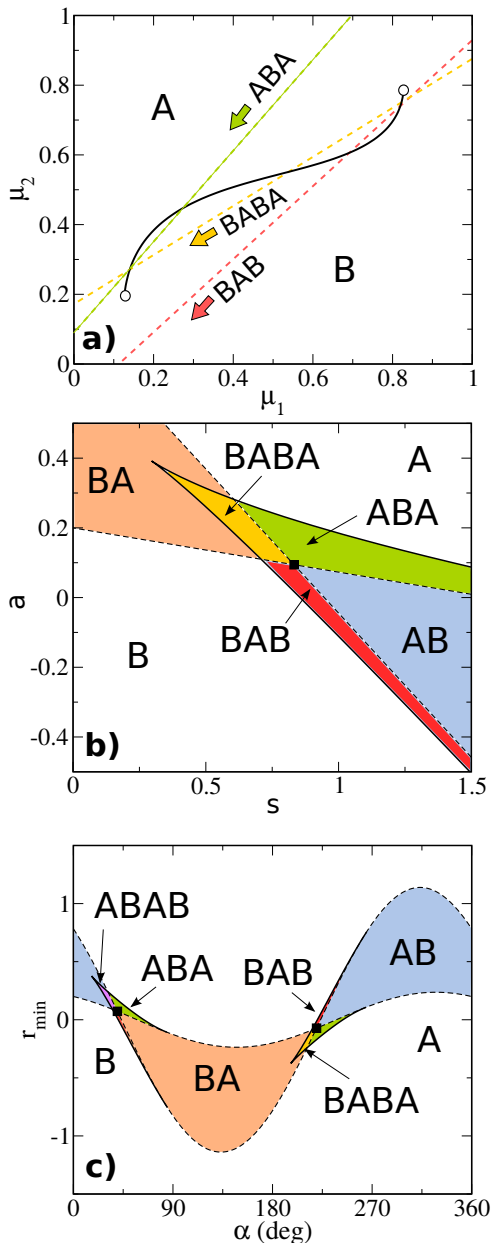 1
0.8
0.6
0.4
0.2
0
μ2
A
ABA
BABA
BAB
B
a)
0 0.2 0.4 0.6 0.8 1
μ1
0.4
0.2
0
-0.2
-0.4
a
BA
BABA
A
ABA
BAB
AB
B
b)
0 0.5 1 1.5
s
1
0
-1
rmin
ABAB
ABA
BAB
AB
B
BA
A
BABA
c)
0 90 180 270 360
α (deg)